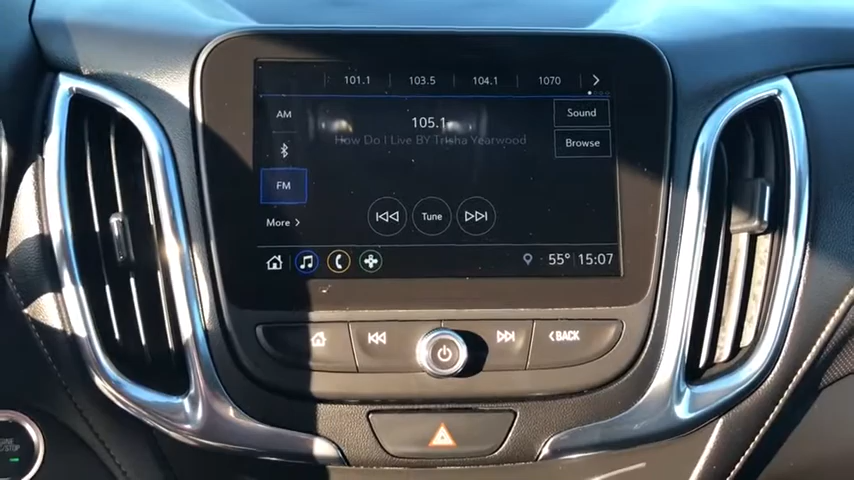 101.1 103.5 104.1 1070
AM
105.1
Sound
How Do I Live BY Trisha Yearwood
Browse
FM
Tune
More
55° 15:07
BACK